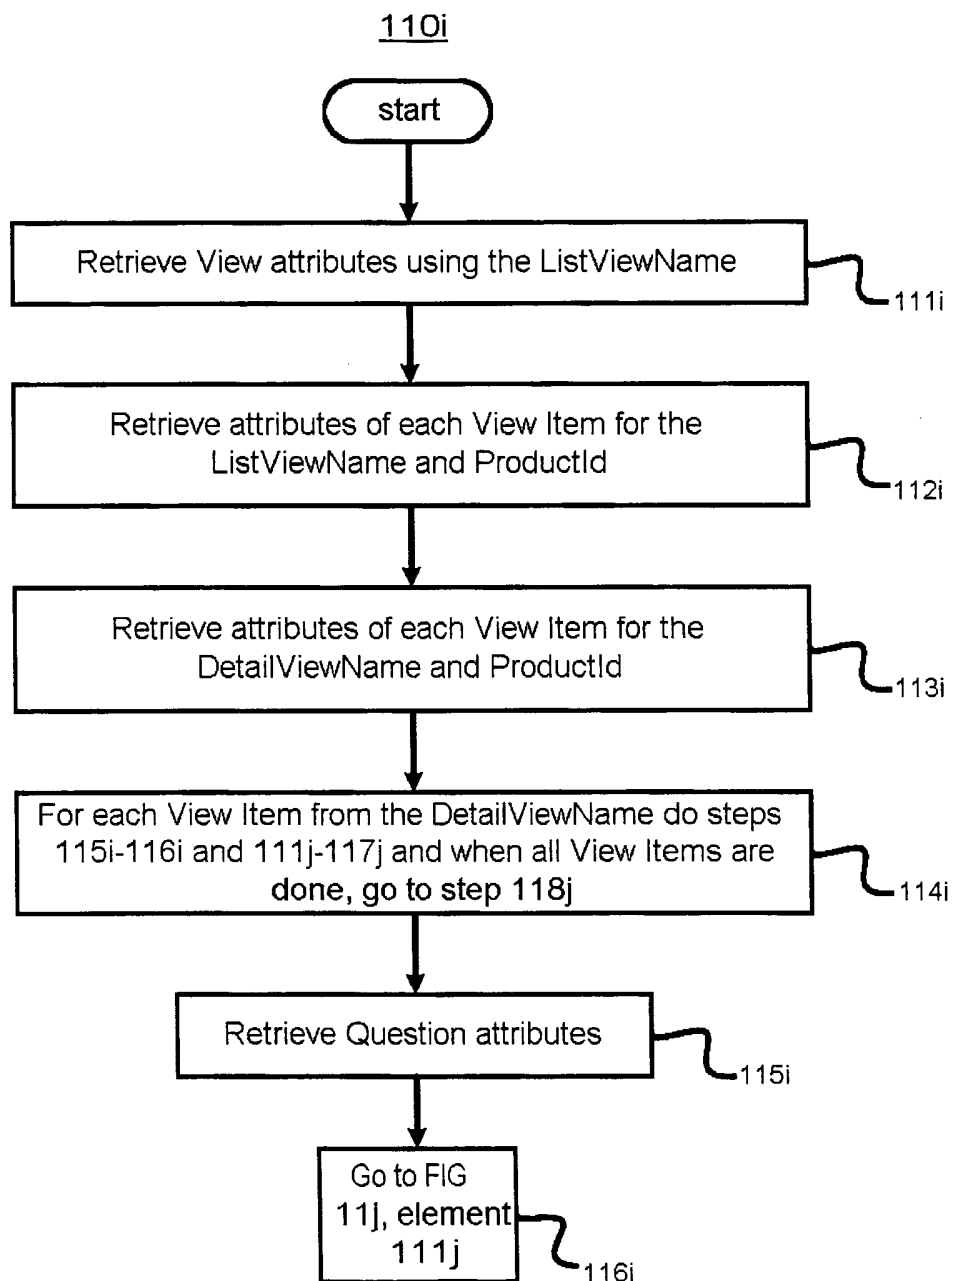 110i
start
Retrieve View attributes using the ListViewName
111i
Retrieve attributes of each View Item for the
ListViewName and ProductId
112i
Retrieve attributes of each View Item for the
DetailViewName and ProductId
113i
For each View Item from the DetailViewName do steps
115i-116i and 111j-117j and when all View Items are
done, go to step 118j
114i
Retrieve Question attributes
115i
Go to FIG
11j, element
111j
116i